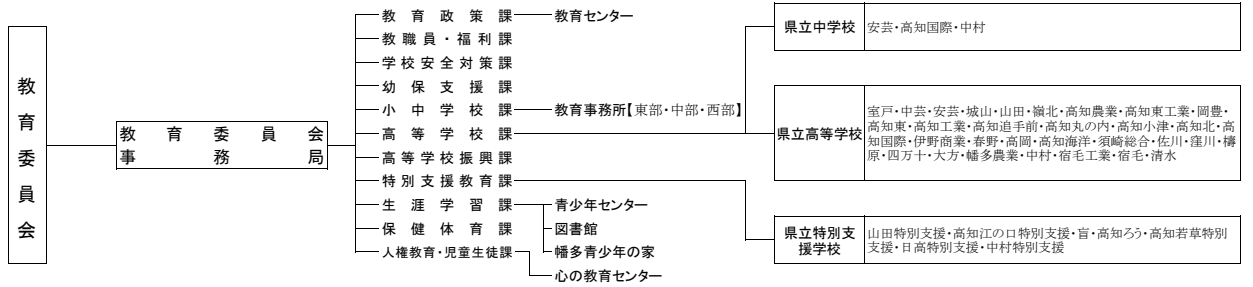 教育委員会
教育委員会
事務局
教育政策課
教職員・福利課
学校安全対策課
幼保支援課
小中学校課
高等学校課
高等学校振興課
特別支援教育課
生涯学習課
保健体育課
人権教育・児童生徒課
教育センター
教育事務所【東部・中部・西部】
青少年センター
図書館
幡多青少年の家
心の教育センター
県立中学校
安芸・高知国際・中村
県立高等学校
室戸・中芸・安芸・城山・山田・嶺北・高知農業・高知東工業・岡豊・
高知東・高知工業・高知追手前・高知丸の内・高知小津・高知北・高
知国際・伊野商業・春野・高岡・高知海洋・須崎総合・佐川・窪川・檮
原・四万十・大方・幡多農業・中村・宿毛工業・宿毛・清水
県立特別支
援学校
山田特別支援・高知江の口特別支援・盲・高知ろう・高知若草特別
支援・日高特別支援・中村特別支援